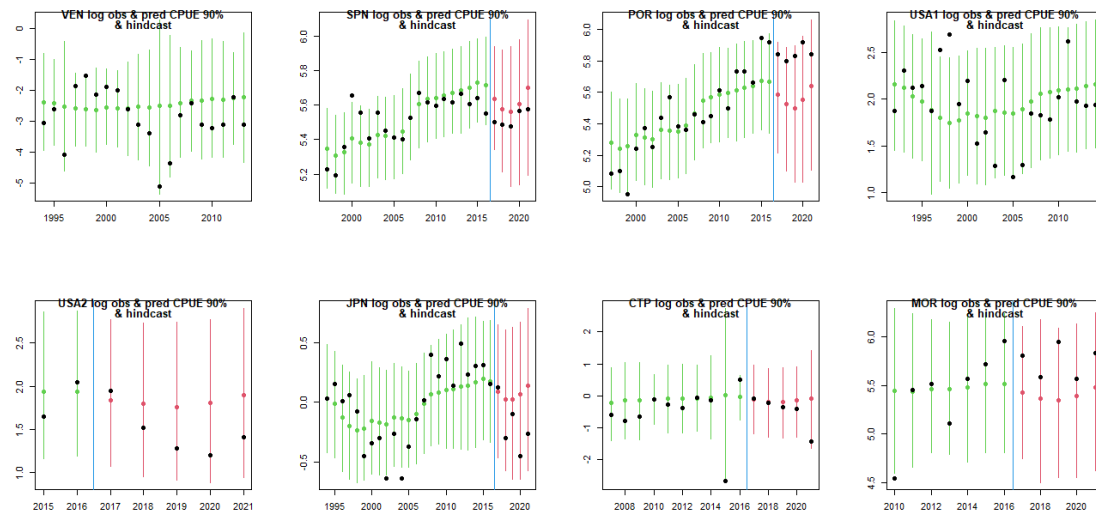 VEN log obs & pred CPUE 90%
& hindcast
0
-1
-2
-3
-4
-5
1995 2000 2005 2010
SPN log obs & pred CPUE 90%
& hindcast
6.0
5.8
5.6
5.4
5.2
2000 2005 2010 2015 2020
POR log obs & pred CPUE 90%
& hindcast
6.0
5.8
5.6
5.4
5.2
5.0
2000 2005 2010 2015 2020
USA1 log obs & pred CPUE 90%
& hindcast
2.5
2.0
1.5
1.0
1995 2000 2005 2010
USA2 log obs & pred CPUE 90%
& hindcast
2.5
2.0
1.5
1.0
2015 2016 2017 2018 2019 2020 2021
JPN log obs & pred CPUE 90%
& hindcast
0.5
0.0
-0.5
1995 2000 2005 2010 2015 2020
CTP log obs & pred CPUE 90%
& hindcast
2
1
0
-1
-2
2008 2010 2012 2014 2016 2018 2020
MOR log obs & pred CPUE 90%
& hindcast
6.0
5.5
5.0
4.5
2010 2012 2014 2016 2018 2020